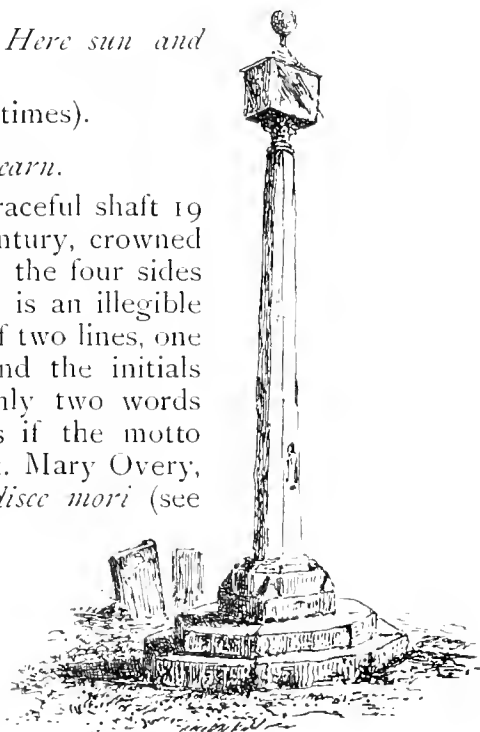 Here sun and
times).
earn.
raceful shaft 19
ntury, crowned
the four sides
is an illegible
f two lines, one
nd the initials
nly two words
s if the motto
. Mary Overy,
disce mori (see